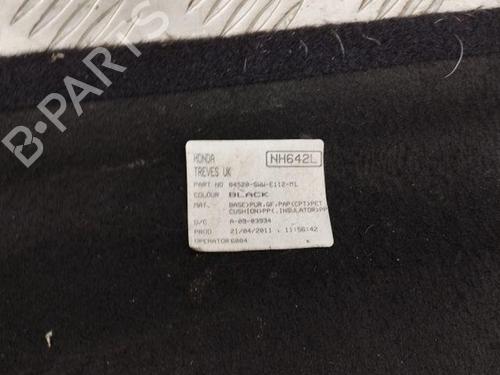 HONDA
NH642L
TREVES UK
PART NO 84520-SWW-E112-M1
COLOUR BLACK
MAT. BASE)PUR,GF,PAP(CPT)PET
CUSHION)PP(.INSULATOR)PP
S/C A-09-03934
PROD 21/04/2011 , 11:56:42
OPERATOR 6004
B-PARTS